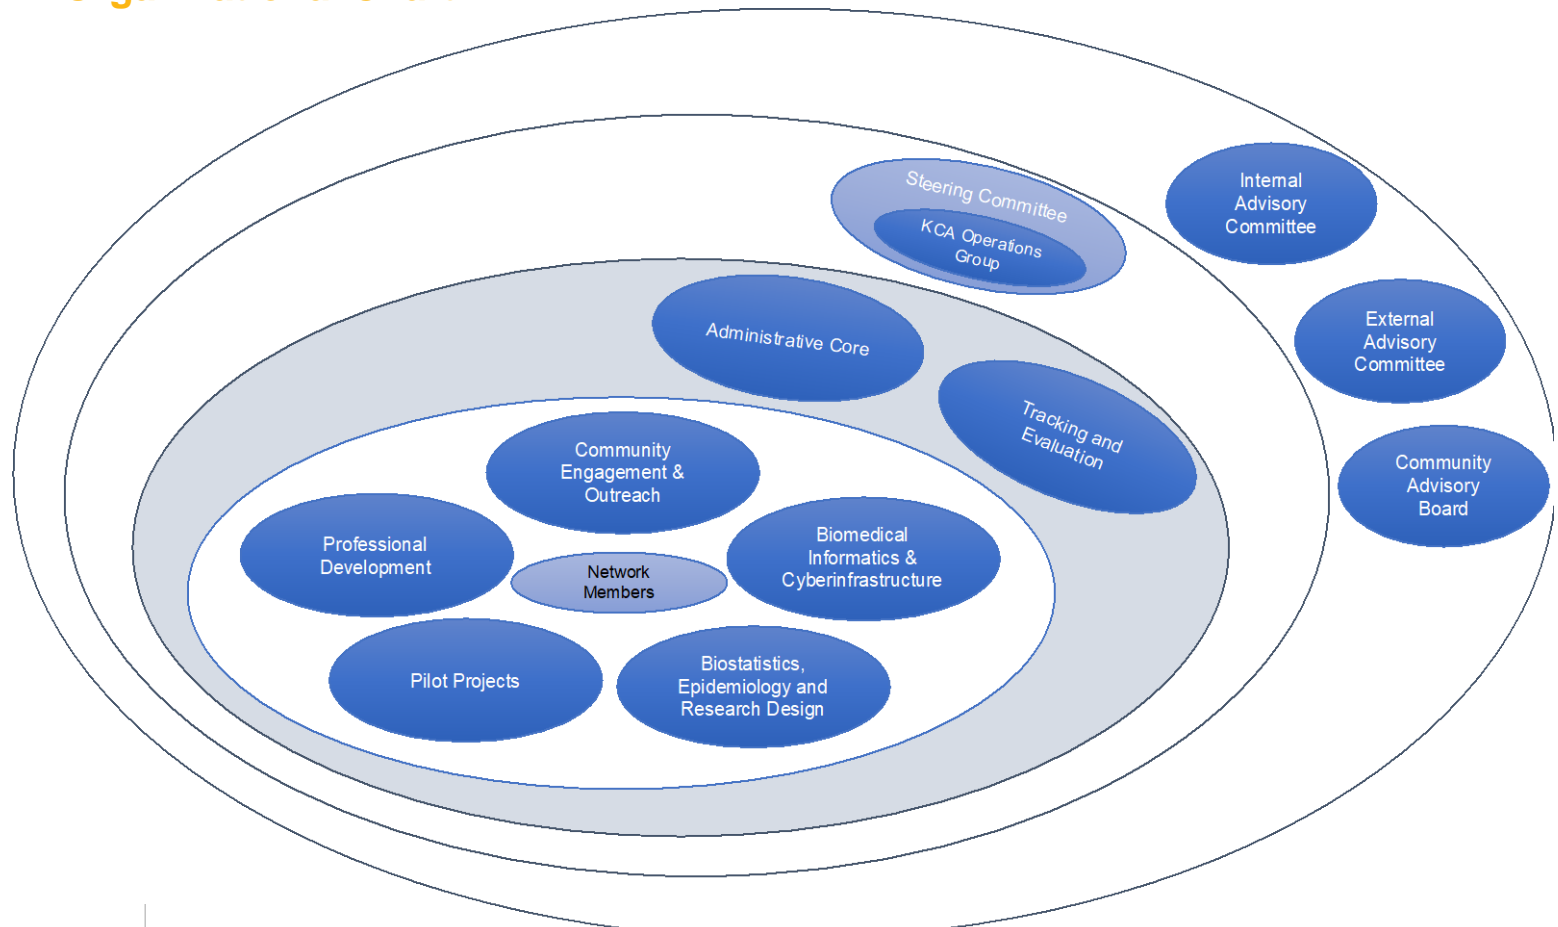 Internal
Advisory
Committee
Steering Committee
KCA Operations
Group
External
Advisory
Committee
Administrative Core
Tracking and
Evaluation
Community
Advisory
Board
Community
Engagement &
Outreach
Professional
Development
Biomedical
Informatics &
Cyberinfrastructure
Network
Members
Pilot Projects
Biostatistics,
Epidemiology and
Research Design